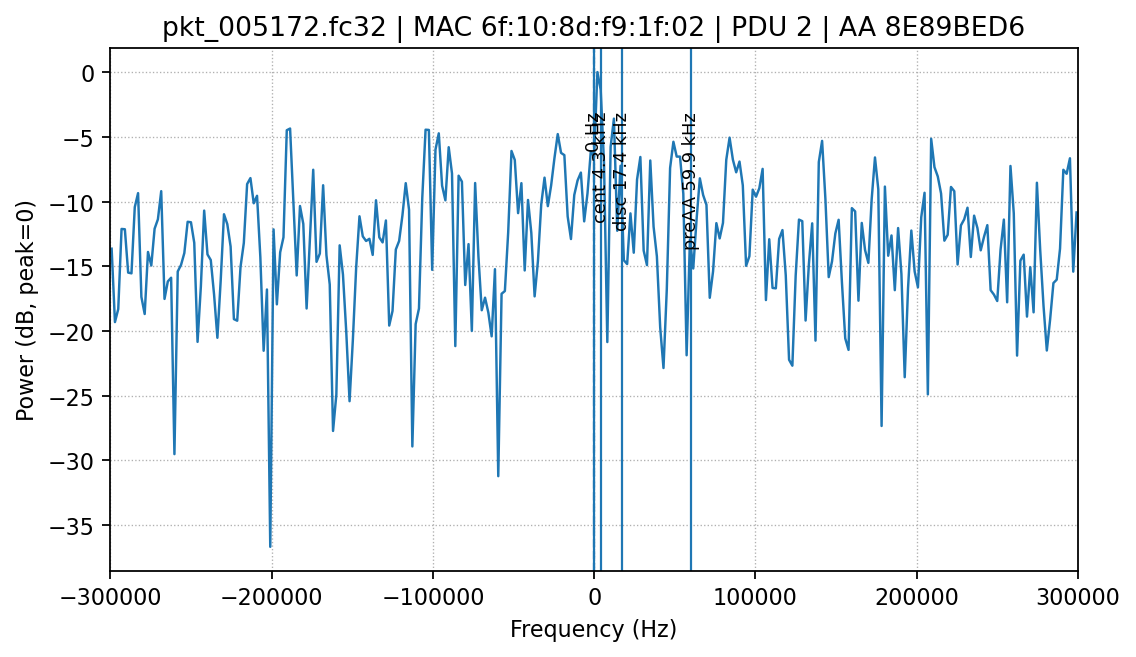 pkt_005172.fc32 | MAC 6f:10:8d:f9:1f:02 | PDU 2 | AA 8E89BED6
Power (dB, peak=0)
0
−5
−10
−15
−20
−25
−30
−35
0 Hz
cent 4.3 kHz
disc 17.4 kHz
preAA 59.9 kHz
−300000
−200000
−100000
0
100000
200000
300000
Frequency (Hz)